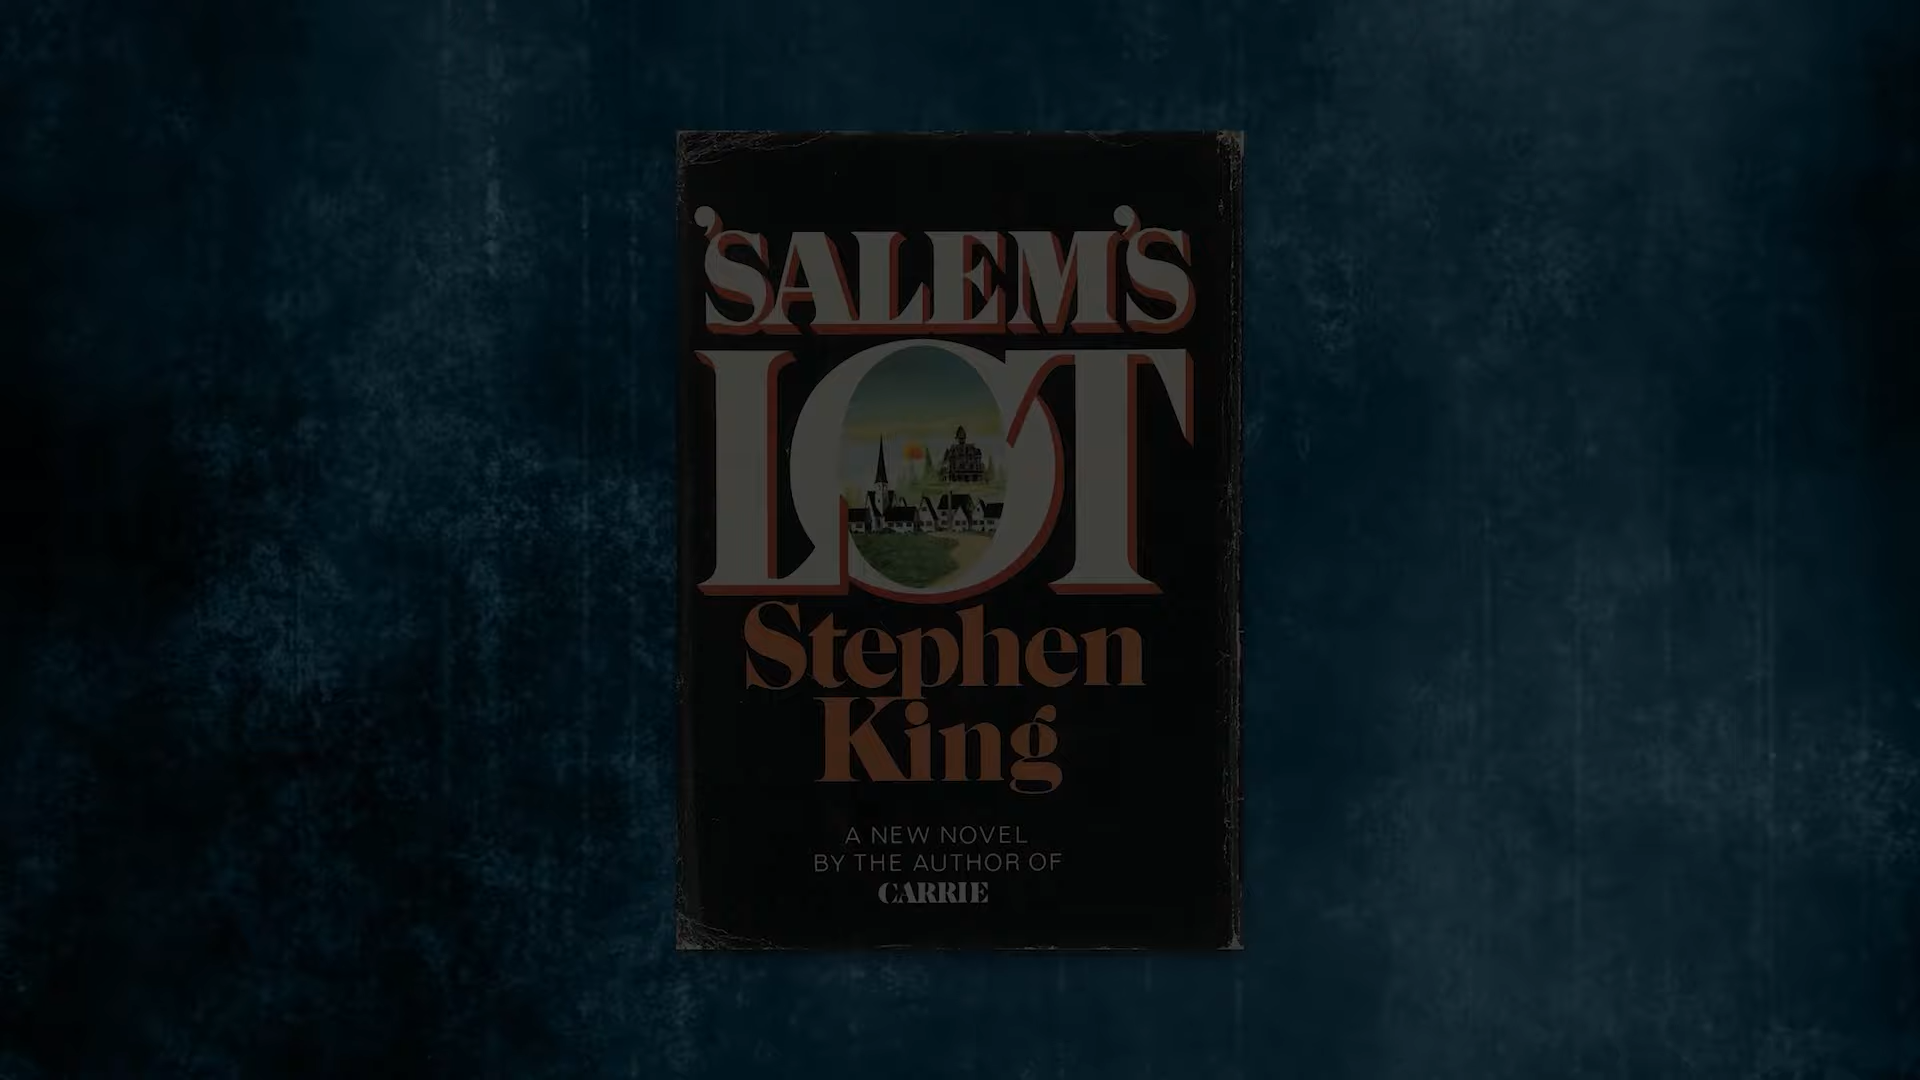 'SALEM'S
LOT
Stephen
King
A NEW NOVEL
BY THE AUTHOR OF
CARRIE